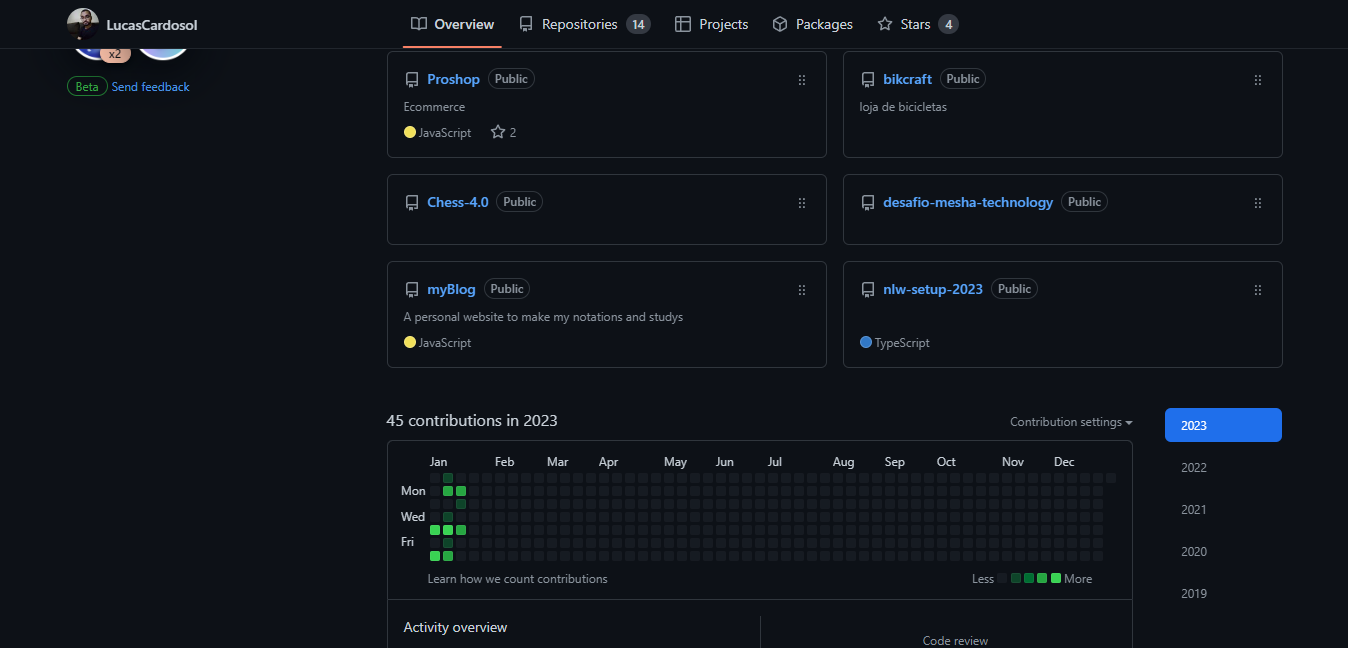 LucasCardosol
Overview Repositories 14 Projects Packages Stars 4
x2
Beta Send feedback
Proshop Public
Ecommerce
JavaScript 2
bikcraft Public
loja de bicicletas
Chess-4.0 Public
desafio-mesha-technology Public
myBlog Public
A personal website to make my notations and studys
JavaScript
nlw-setup-2023 Public
TypeScript
45 contributions in 2023
Contribution settings
Jan Feb Mar Apr May Jun Jul Aug Sep Oct Nov Dec
Mon
Wed
Fri
Learn how we count contributions
Less More
2023
2022
2021
2020
2019
Activity overview
Code review